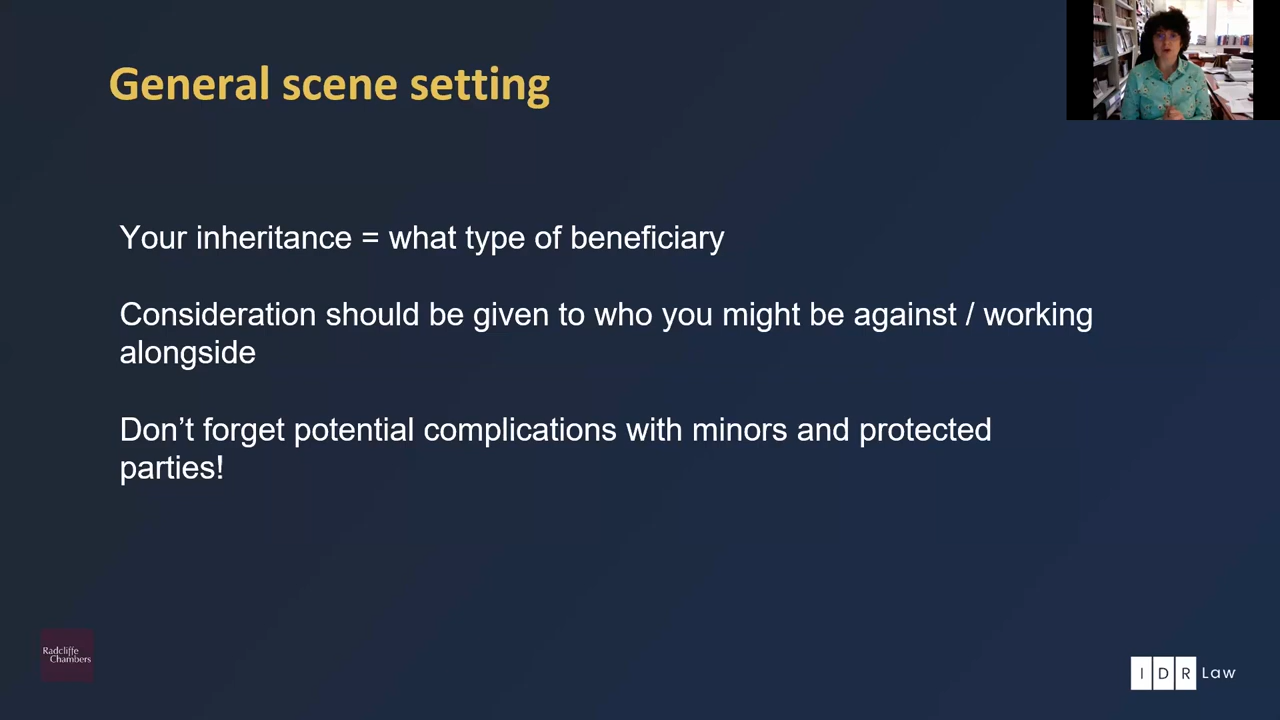 General scene setting
Your inheritance = what type of beneficiary
Consideration should be given to who you might be against / working
alongside
Don’t forget potential complications with minors and protected
parties!
Radcliffe
Chambers
IDR Law